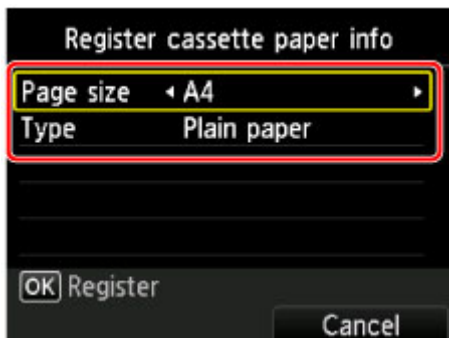 Register cassette paper info
Page size A4
Type Plain paper
OK Register
Cancel